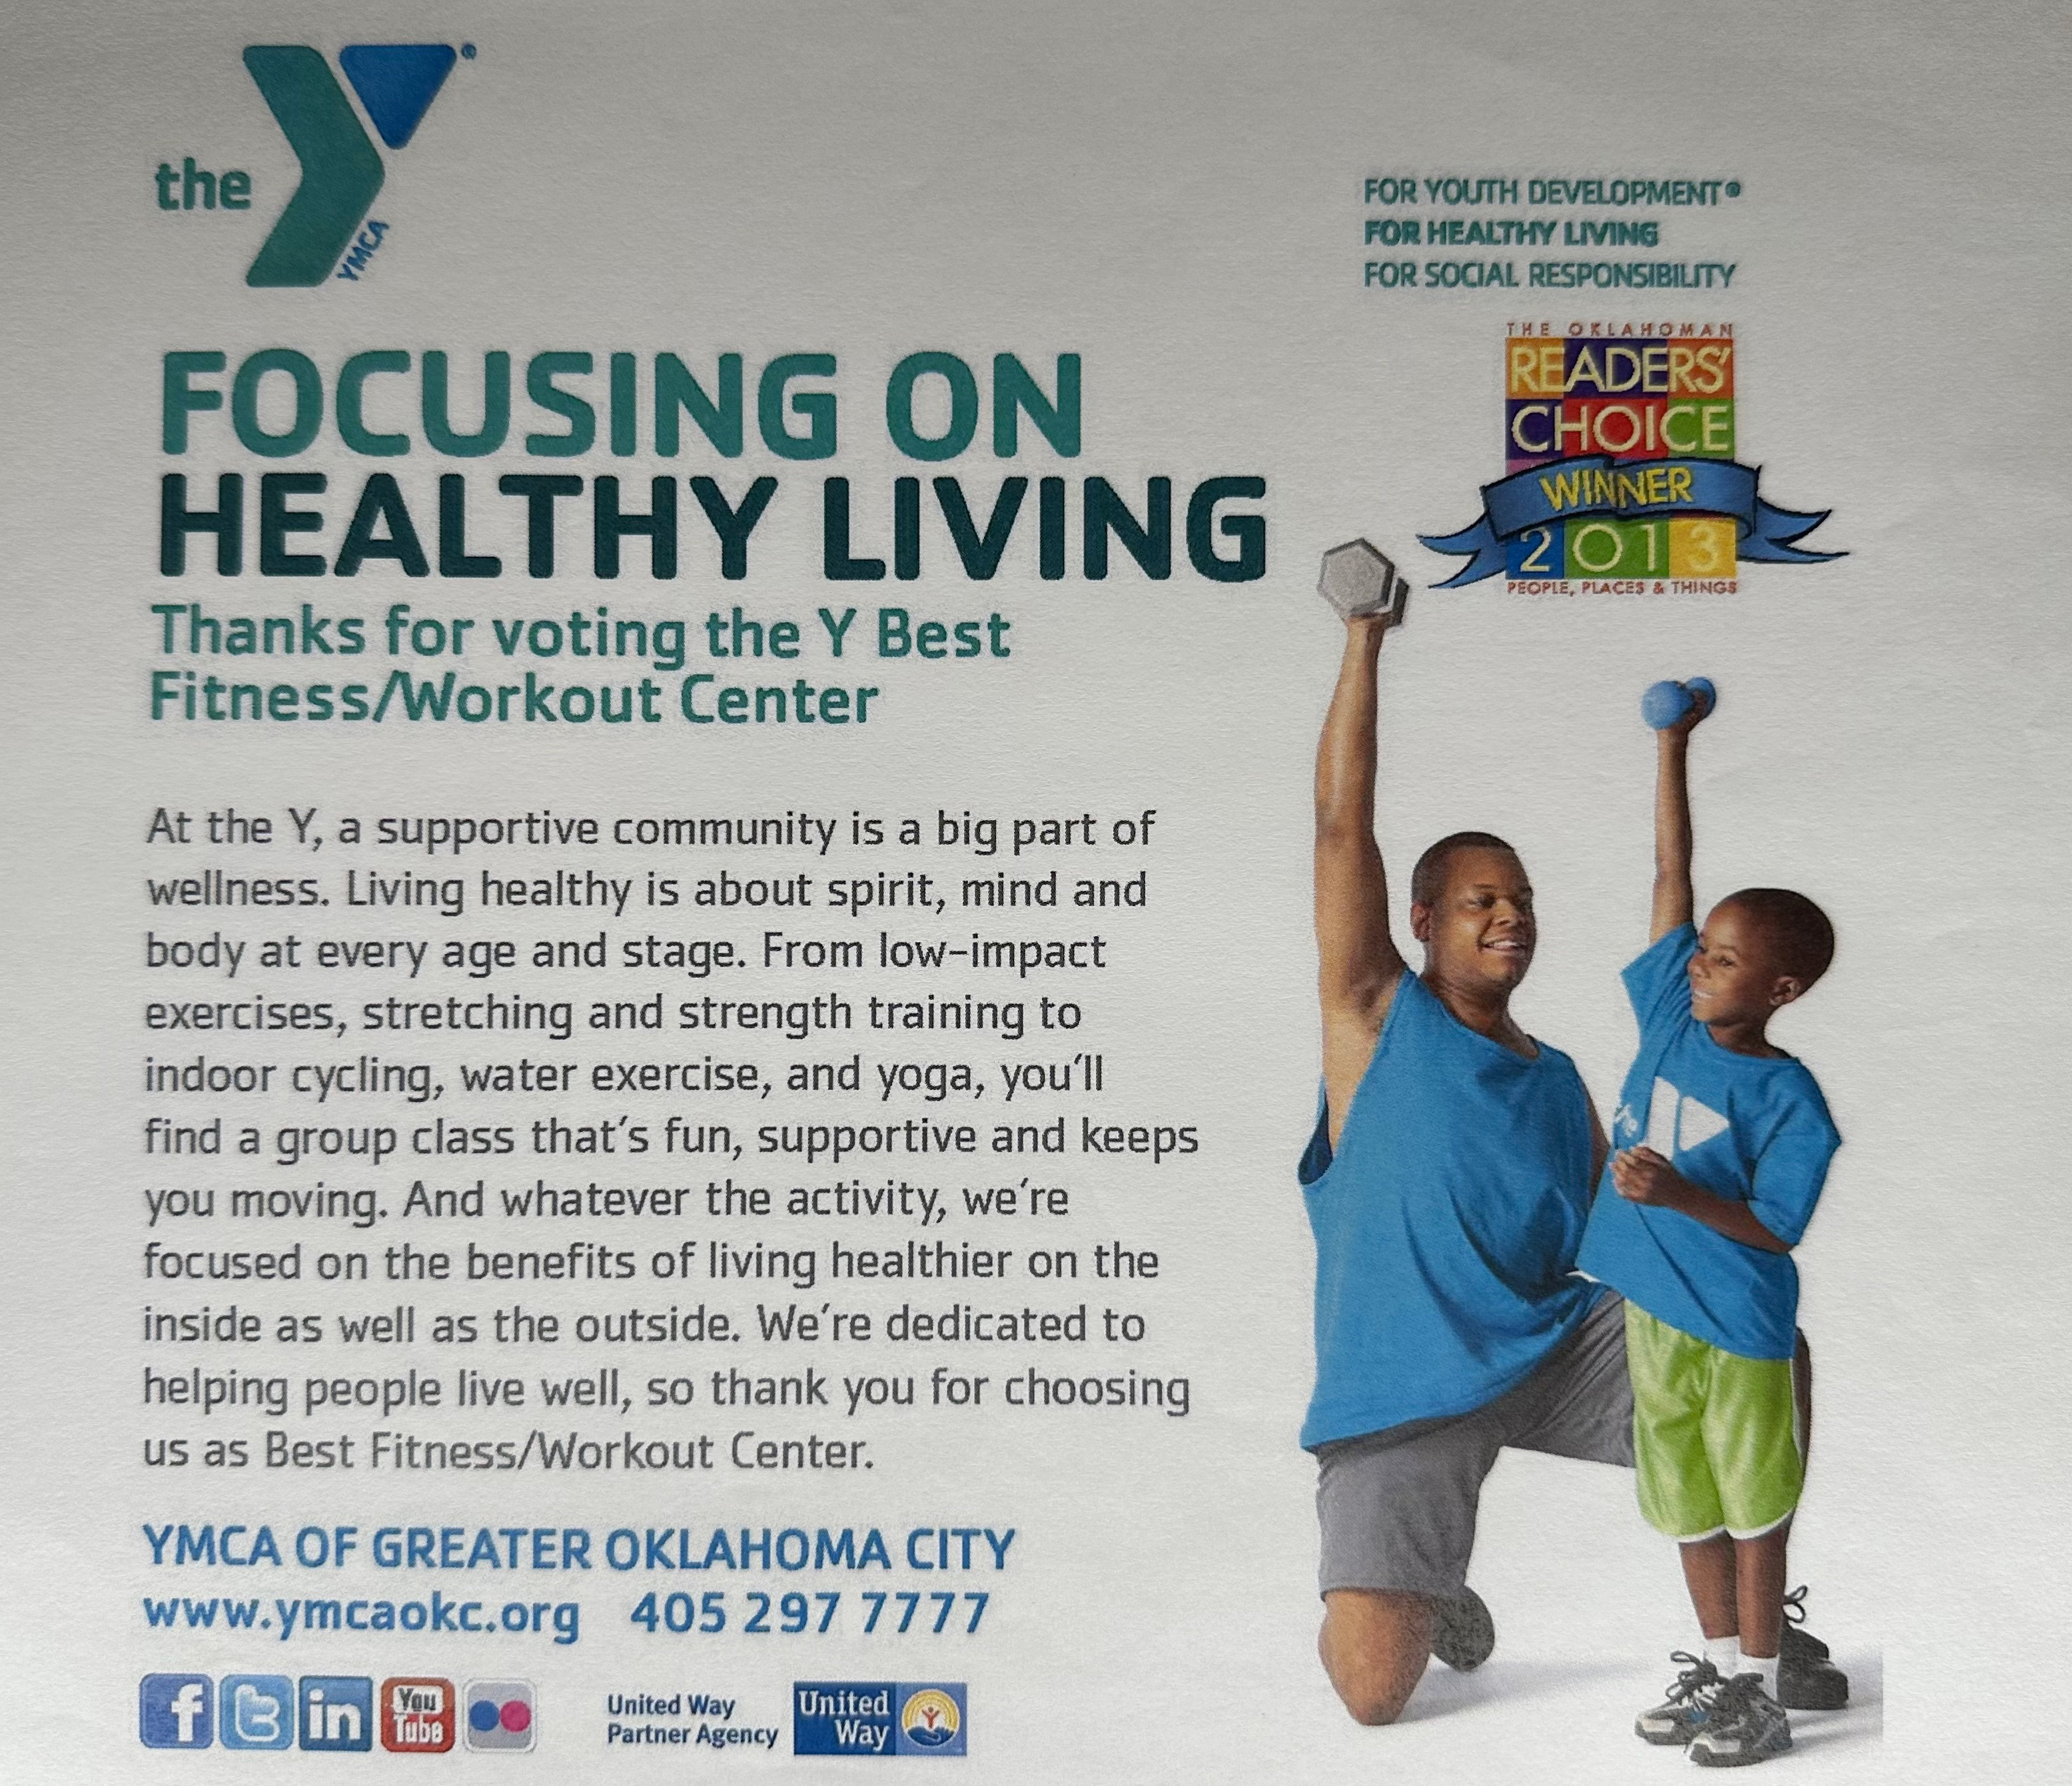 the
YMCA
FOR YOUTH DEVELOPMENT®
FOR HEALTHY LIVING
FOR SOCIAL RESPONSIBILITY
THE OKLAHOMAN
READERS'
CHOICE
WINNER
2013
PEOPLE, PLACES & THINGS
FOCUSING ON
HEALTHY LIVING
Thanks for voting the Y Best
Fitness/Workout Center
At the Y, a supportive community is a big part of
wellness. Living healthy is about spirit, mind and
body at every age and stage. From low-impact
exercises, stretching and strength training to
indoor cycling, water exercise, and yoga, you'll
find a group class that's fun, supportive and keeps
you moving. And whatever the activity, we're
focused on the benefits of living healthier on the
inside as well as the outside. We're dedicated to
helping people live well, so thank you for choosing
us as Best Fitness/Workout Center.
YMCA OF GREATER OKLAHOMA CITY
www.ymcaokc.org 405 297 7777
f t in You Tube
United Way
Partner Agency
United
Way